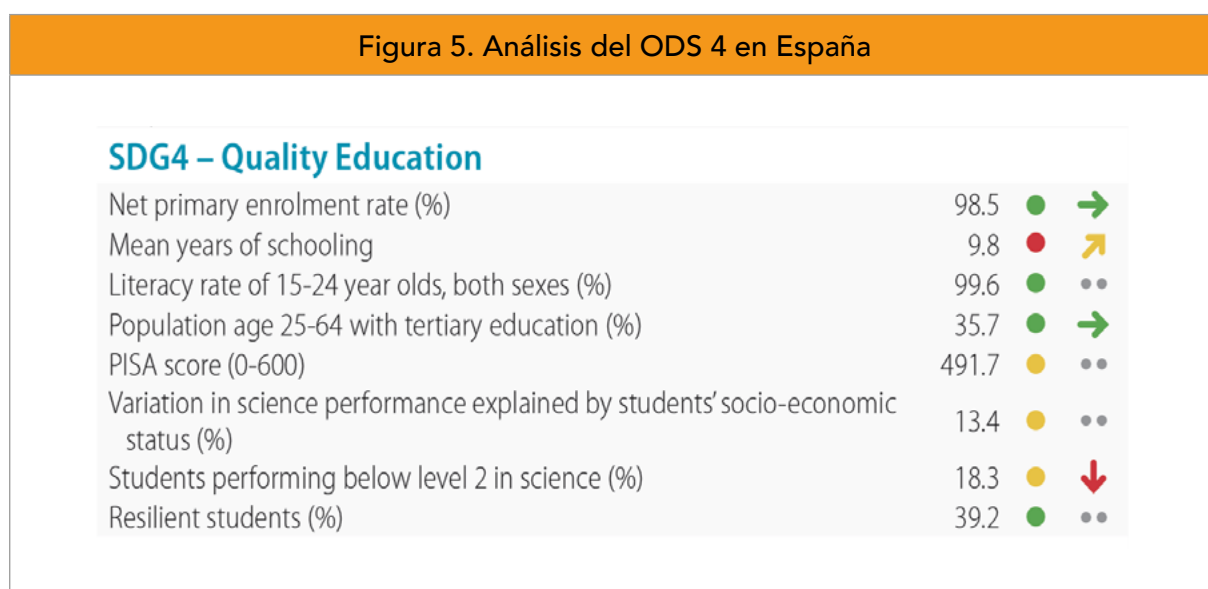 Figura 5. Análisis del ODS 4 en España
SDG4 – Quality Education
Net primary enrolment rate (%) 98.5
Mean years of schooling 9.8
Literacy rate of 15-24 year olds, both sexes (%) 99.6
Population age 25-64 with tertiary education (%) 35.7
PISA score (0-600) 491.7
Variation in science performance explained by students' socio-economic
status (%) 13.4
Students performing below level 2 in science (%) 18.3
Resilient students (%) 39.2